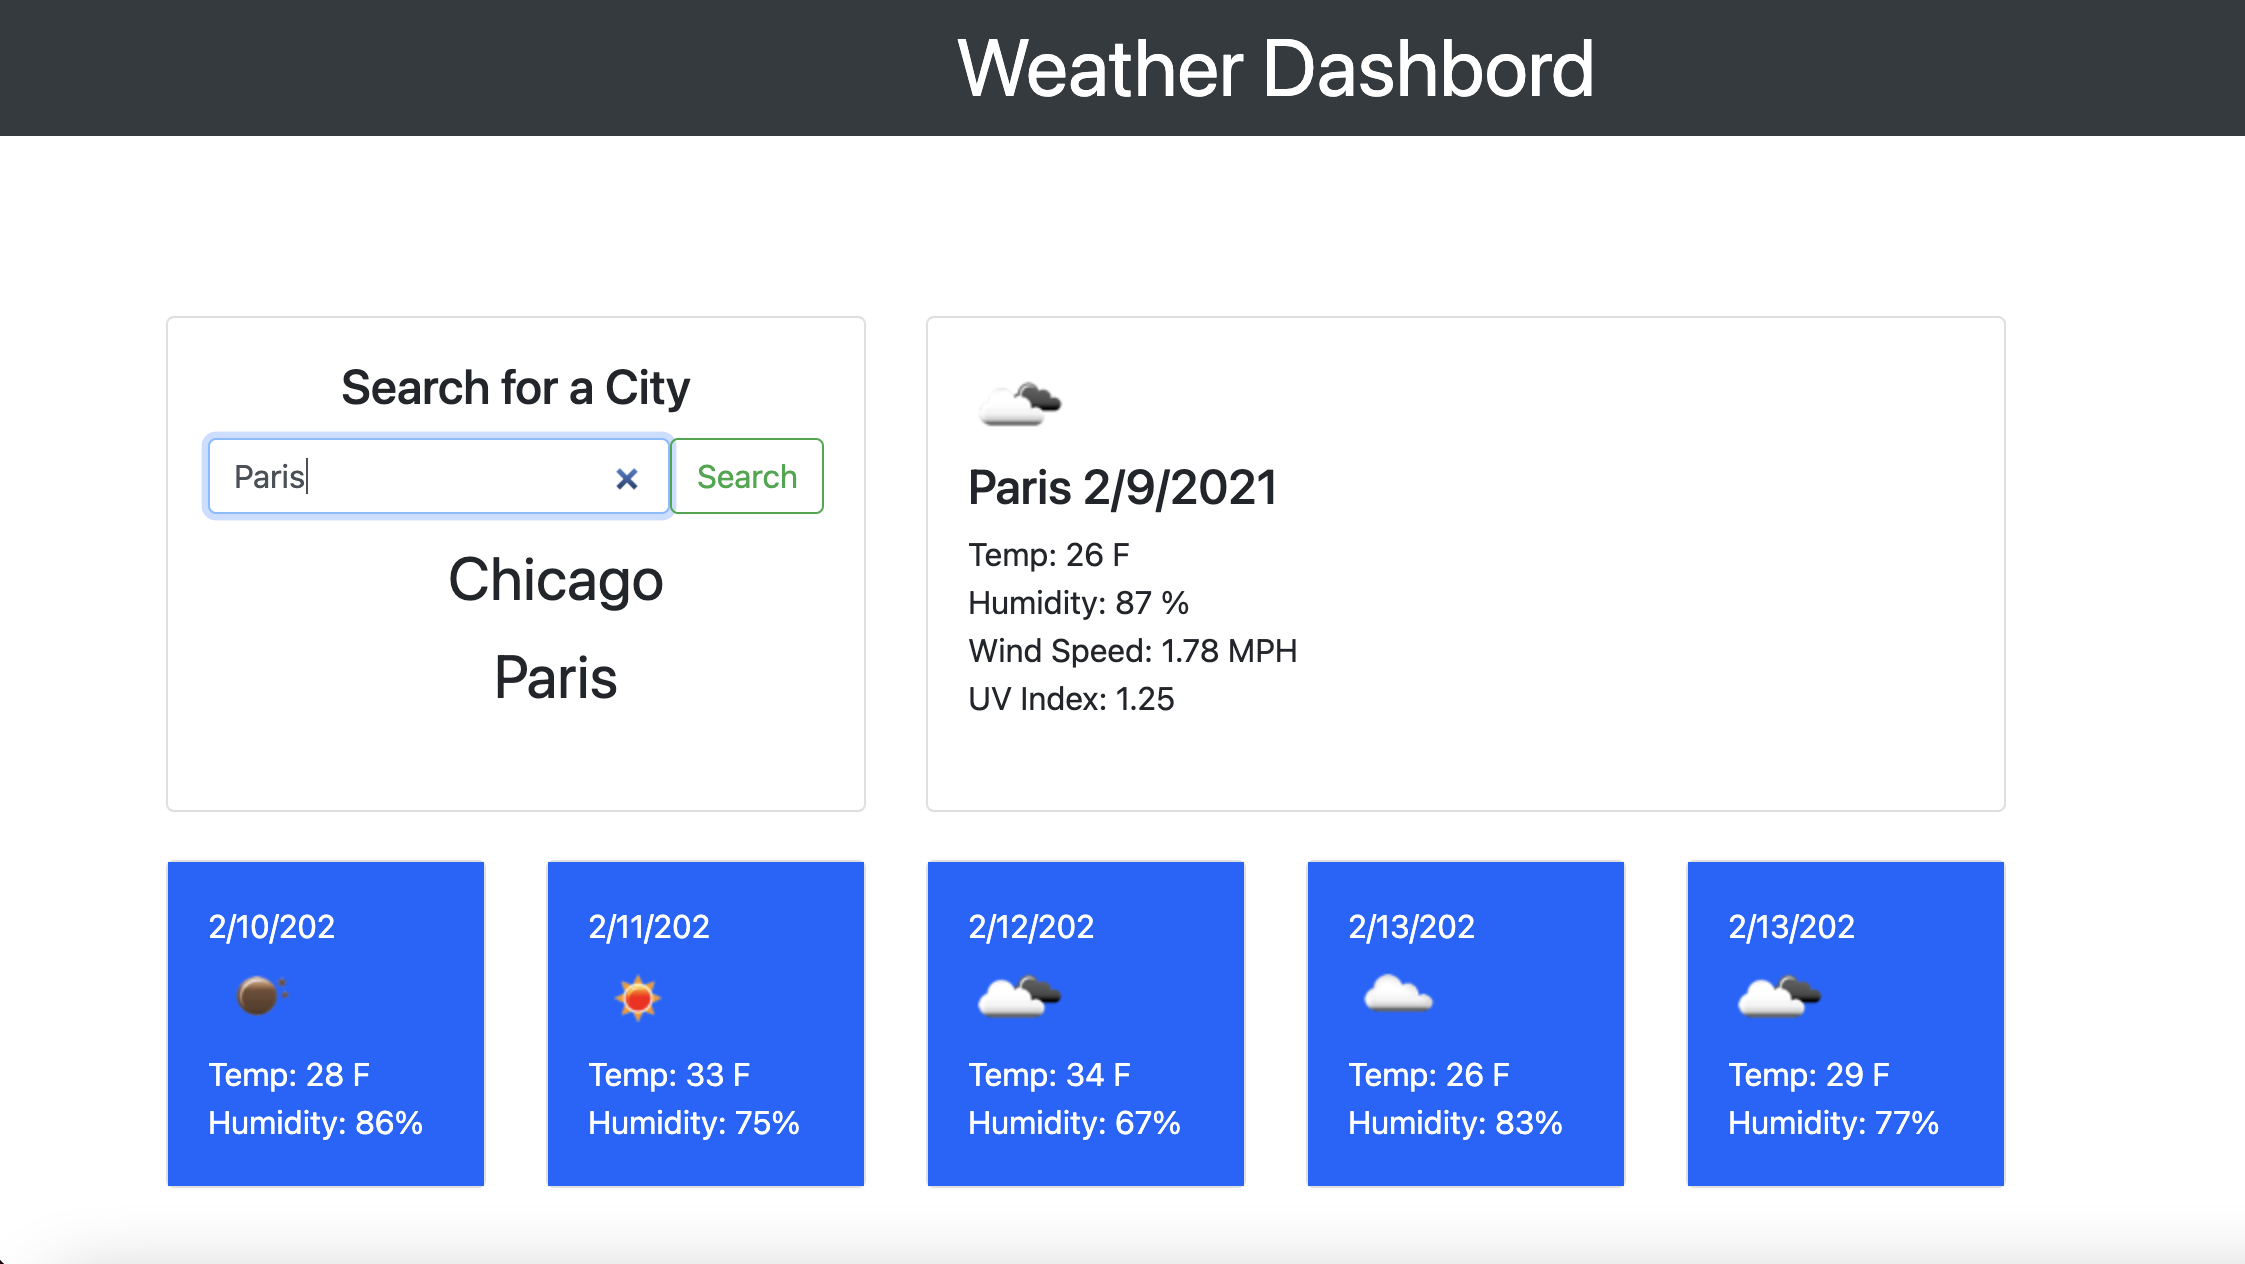 Weather Dashbord
Search for a City
Paris
Search
Chicago
Paris
Paris 2/9/2021
Temp: 26 F
Humidity: 87 %
Wind Speed: 1.78 MPH
UV Index: 1.25
2/10/202
Temp: 28 F
Humidity: 86%
2/11/202
Temp: 33 F
Humidity: 75%
2/12/202
Temp: 34 F
Humidity: 67%
2/13/202
Temp: 26 F
Humidity: 83%
2/13/202
Temp: 29 F
Humidity: 77%